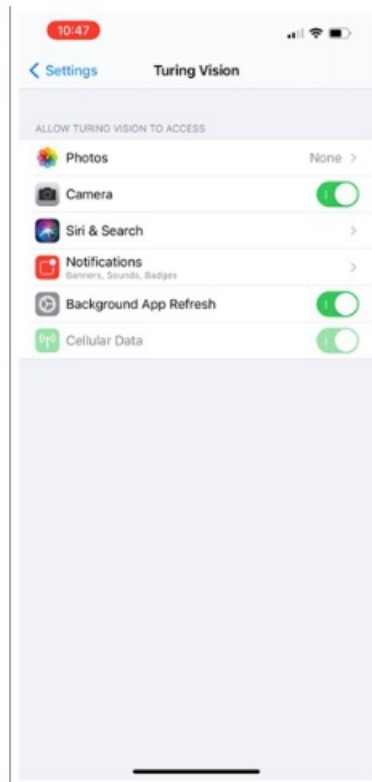 10:47
Settings
Turing Vision
ALLOW TURING VISION TO ACCESS
Photos None
Camera
Siri & Search
Notifications
Banners, Sounds, Badges
Background App Refresh
Cellular Data